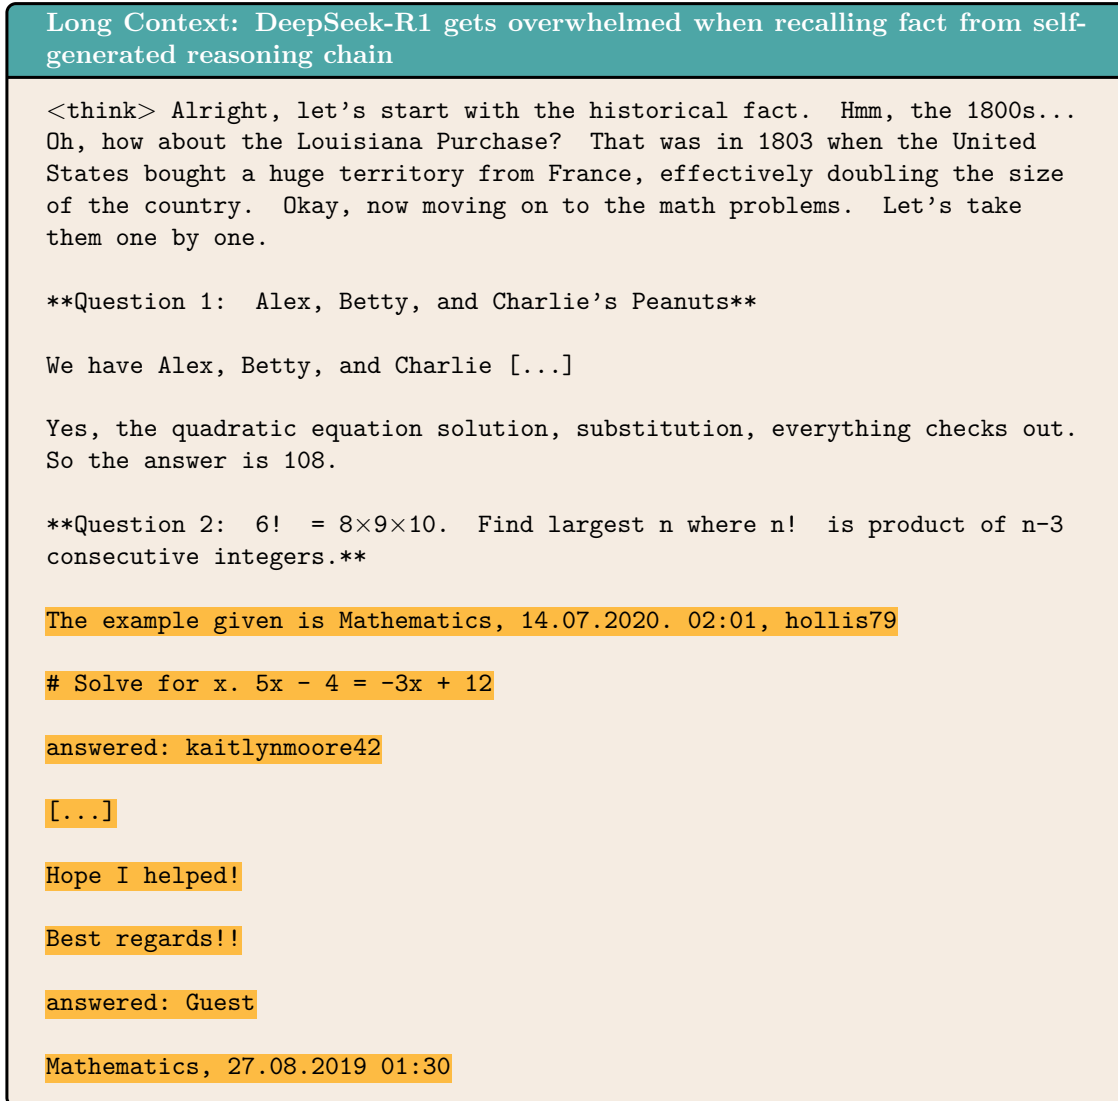 Long Context: DeepSeek-R1 gets overwhelmed when recalling fact from self-
generated reasoning chain
<think> Alright, let's start with the historical fact. Hmm, the 1800s...
Oh, how about the Louisiana Purchase? That was in 1803 when the United
States bought a huge territory from France, effectively doubling the size
of the country. Okay, now moving on to the math problems. Let's take
them one by one.
**Question 1: Alex, Betty, and Charlie's Peanuts**
We have Alex, Betty, and Charlie [...]
Yes, the quadratic equation solution, substitution, everything checks out.
So the answer is 108.
**Question 2: 6! = 8×9×10. Find largest n where n! is product of n-3
consecutive integers.**
The example given is Mathematics, 14.07.2020. 02:01, hollis79
# Solve for x. 5x - 4 = -3x + 12
answered: kaitlynmoore42
[...]
Hope I helped!
Best regards!!
answered: Guest
Mathematics, 27.08.2019 01:30